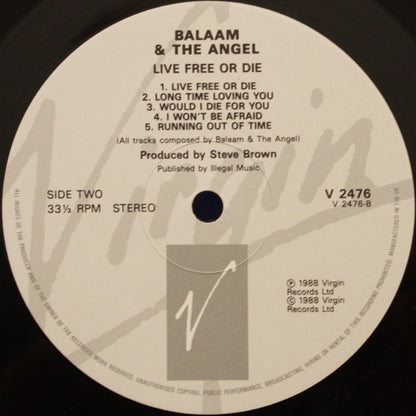 BALAAM
& THE ANGEL
LIVE FREE OR DIE
1. LIVE FREE OR DIE
2. LONG TIME LOVING YOU
3. WOULD I DIE FOR YOU
4. I WON'T BE AFRAID
5. RUNNING OUT OF TIME
(All tracks composed by Balaam & The Angel)
Produced by Steve Brown
Published by Illegal Music
Virgin
SIDE TWO
33⅓ RPM STEREO
V 2476
V 2476-B
V
℗ 1988 Virgin
Records Ltd
© 1988 Virgin
Records Ltd
ALL RIGHTS OF THE PRODUCER AND OF THE OWNER OF THE RECORDED WORK RESERVED. UNAUTHORISED COPYING, PUBLIC PERFORMANCE, BROADCASTING, HIRING OR RENTAL OF THIS RECORDING PROHIBITED. MANUFACTURED IN THE UK